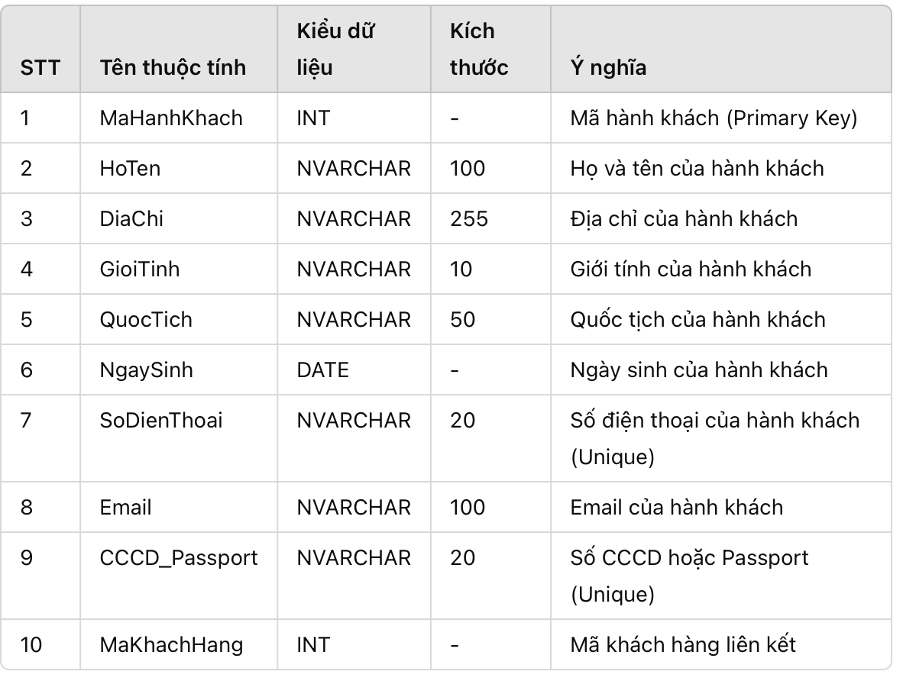 STT Tên thuộc tính Kiểu dữ liệu Kích thước Ý nghĩa
1 MaHanhKhach INT - Mã hành khách (Primary Key)
2 HoTen NVARCHAR 100 Họ và tên của hành khách
3 DiaChi NVARCHAR 255 Địa chỉ của hành khách
4 GioiTinh NVARCHAR 10 Giới tính của hành khách
5 QuocTich NVARCHAR 50 Quốc tịch của hành khách
6 NgaySinh DATE - Ngày sinh của hành khách
7 SoDienThoai NVARCHAR 20 Số điện thoại của hành khách
(Unique)
8 Email NVARCHAR 100 Email của hành khách
9 CCCD_Passport NVARCHAR 20 Số CCCD hoặc Passport
(Unique)
10 MaKhachHang INT - Mã khách hàng liên kết